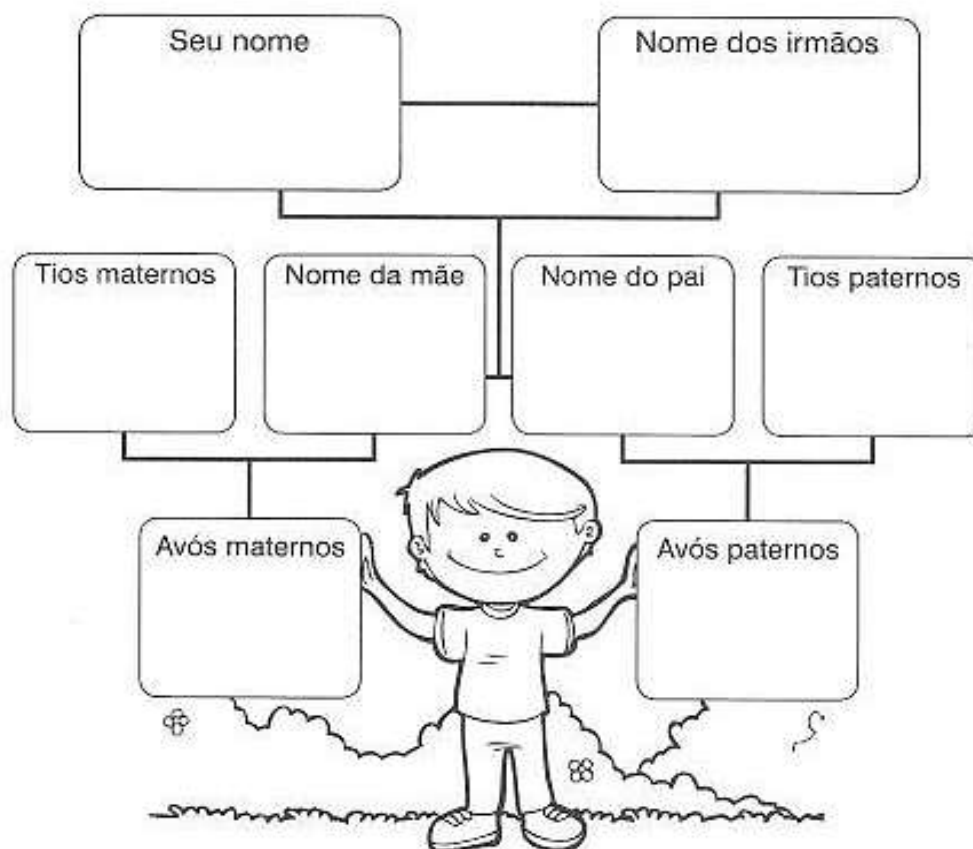 Seu nome
Nome dos irmãos
Tios maternos
Nome da mãe
Nome do pai
Tios paternos
Avós maternos
Avós paternos